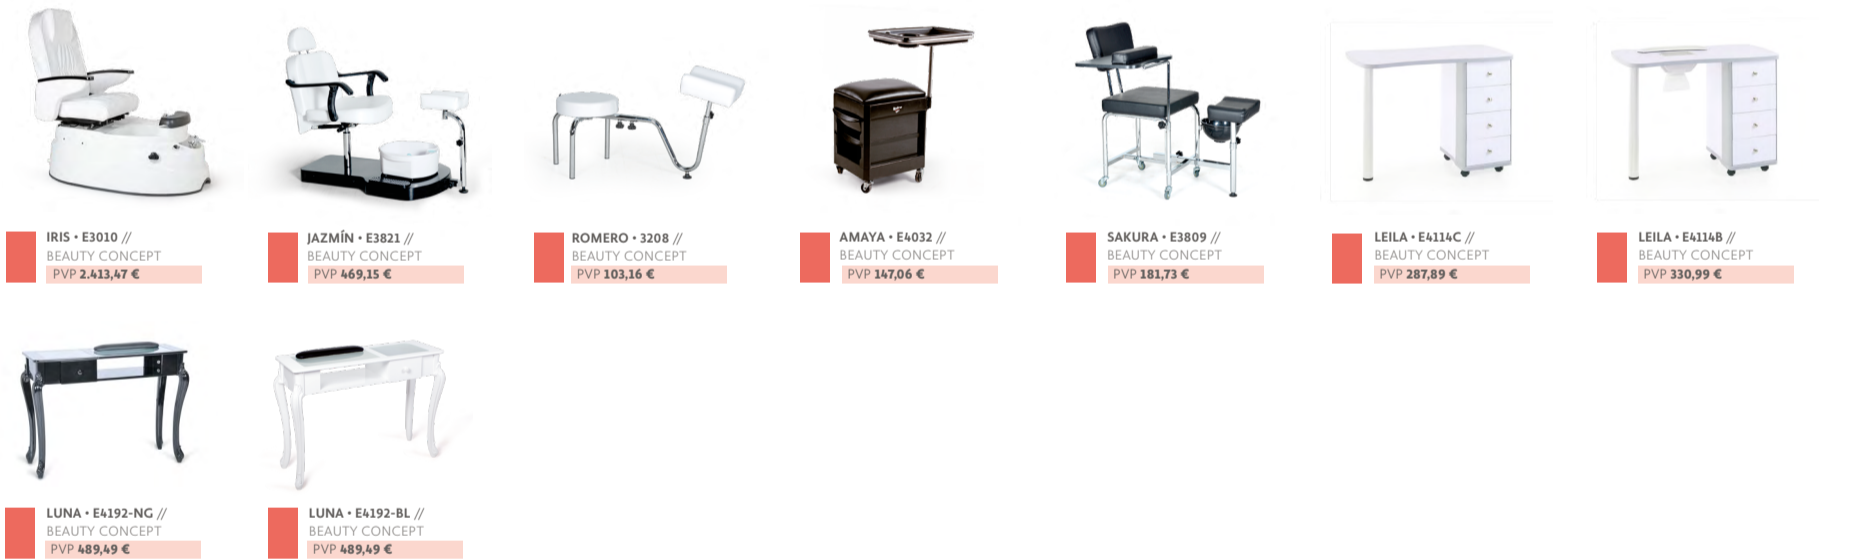 IRIS • E3010 //
BEAUTY CONCEPT
PVP 2.413,47 €
JAZMÍN • E3821 //
BEAUTY CONCEPT
PVP 469,15 €
ROMERO • 3208 //
BEAUTY CONCEPT
PVP 103,16 €
AMAYA • E4032 //
BEAUTY CONCEPT
PVP 147,06 €
SAKURA • E3809 //
BEAUTY CONCEPT
PVP 181,73 €
LEILA • E4114C //
BEAUTY CONCEPT
PVP 287,89 €
LEILA • E4114B //
BEAUTY CONCEPT
PVP 330,99 €
LUNA • E4192-NG //
BEAUTY CONCEPT
PVP 489,49 €
LUNA • E4192-BL //
BEAUTY CONCEPT
PVP 489,49 €